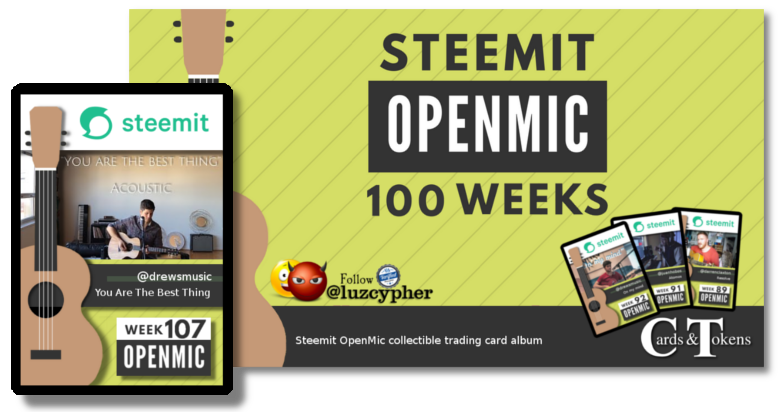 STEEMIT
OPENMIC
100 WEEKS
steemit
YOU ARE THE BEST THING
ACOUSTIC
@drewsmusic
You Are The Best Thing
WEEK 107
OPENMIC
Follow
@luzcypher
Steemit OpenMic collectible trading card album
steemit
WEEK 92
OPENMIC
steemit
WEEK 91
OPENMIC
steemit
WEEK 89
OPENMIC
Cards & Tokens